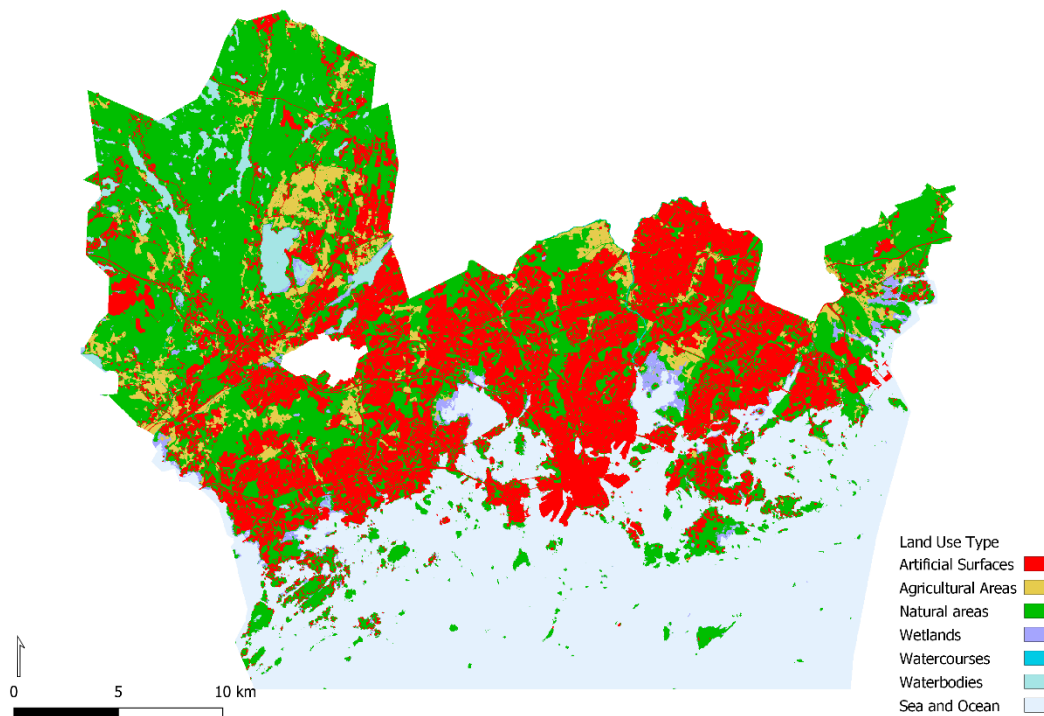 Land Use Type
Artificial Surfaces
Agricultural Areas
Natural areas
Wetlands
Watercourses
Waterbodies
Sea and Ocean
0 5 10 km